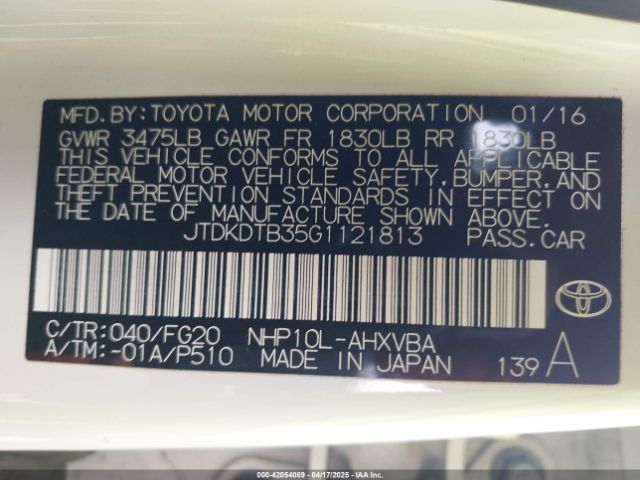 MFD.BY:TOYOTA MOTOR CORPORATION 01/16
GVWR 3475LB GAWR FR 1830LB RR 1830LB
THIS VEHICLE CONFORMS TO ALL APPLICABLE
FEDERAL MOTOR VEHICLE SAFETY,BUMPER,AND
THEFT PREVENTION STANDARDS IN EFFECT ON
THE DATE OF MANUFACTURE SHOWN ABOVE.
JTDKDTB35G1121813 PASS.CAR
C/TR:040/FG20 NHP10L-AHXVBA
A/TM:-01A/P510 MADE IN JAPAN 139 A
000-42054089 - 04/17/2025 - IAAI.COM